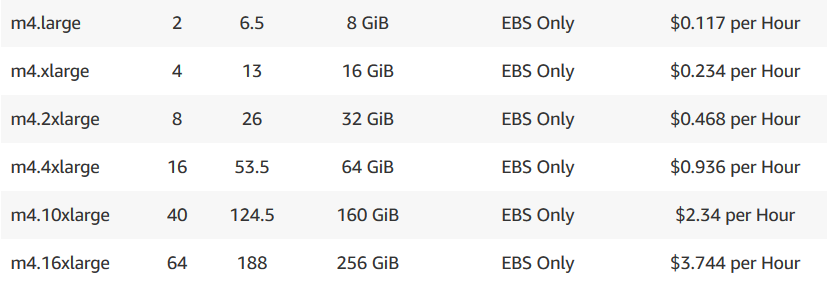 m4.large 2 6.5 8 GiB EBS Only $0.117 per Hour
m4.xlarge 4 13 16 GiB EBS Only $0.234 per Hour
m4.2xlarge 8 26 32 GiB EBS Only $0.468 per Hour
m4.4xlarge 16 53.5 64 GiB EBS Only $0.936 per Hour
m4.10xlarge 40 124.5 160 GiB EBS Only $2.34 per Hour
m4.16xlarge 64 188 256 GiB EBS Only $3.744 per Hour